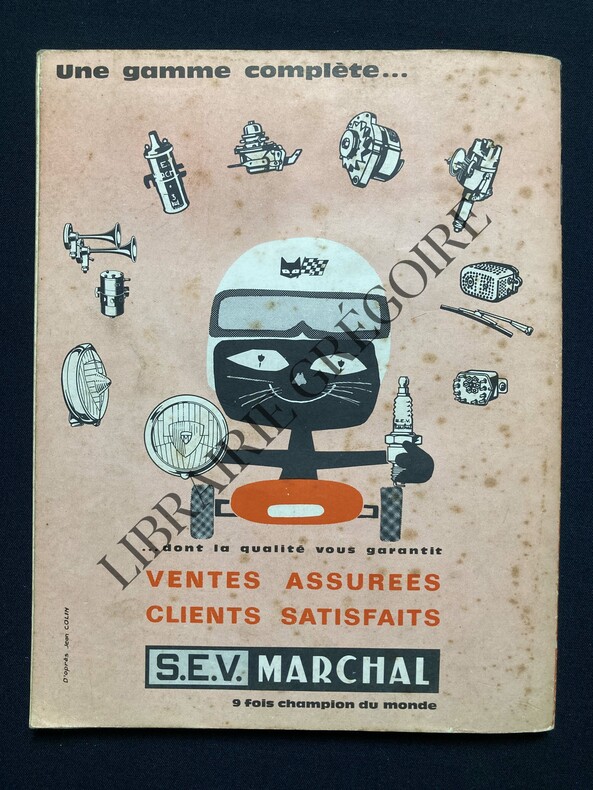 Une gamme complète...
LIBRAIRIE GRÉGOIRE
...dont la qualité vous garantit
VENTES ASSUREES
CLIENTS SATISFAITS
S.E.V. MARCHAL
9 fois champion du monde
D'après Jean COLIN